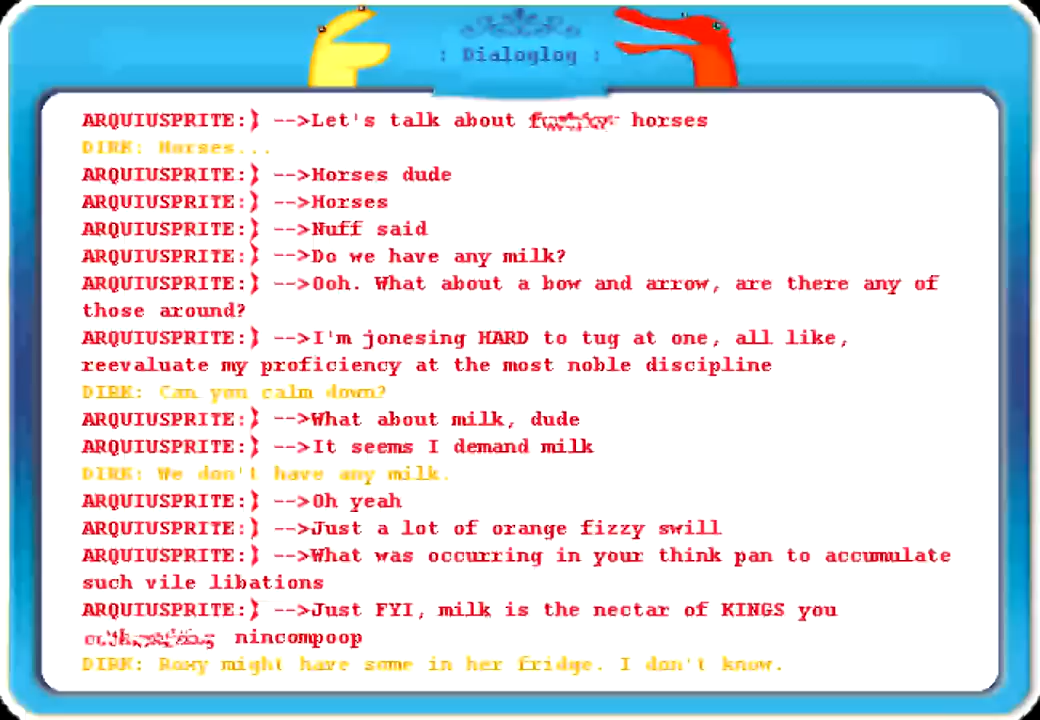 : Dialoglog :
ARQUIUSPRITE:} -->Let's talk about horses
DIRK: Horses...
ARQUIUSPRITE:} -->Horses dude
ARQUIUSPRITE:} -->Horses
ARQUIUSPRITE:} -->Nuff said
ARQUIUSPRITE:} -->Do we have any milk?
ARQUIUSPRITE:} -->Ooh. What about a bow and arrow, are there any of
those around?
ARQUIUSPRITE:} -->I'm jonesing HARD to tug at one, all like,
reevaluate my proficiency at the most noble discipline
DIRK: Can you calm down?
ARQUIUSPRITE:} -->What about milk, dude
ARQUIUSPRITE:} -->It seems I demand milk
DIRK: We don't have any milk.
ARQUIUSPRITE:} -->Oh yeah
ARQUIUSPRITE:} -->Just a lot of orange fizzy swill
ARQUIUSPRITE:} -->What was occurring in your think pan to accumulate
such vile libations
ARQUIUSPRITE:} -->Just FYI, milk is the nectar of KINGS you
nincompoop
DIRK: Roxy might have some in her fridge. I don't know.